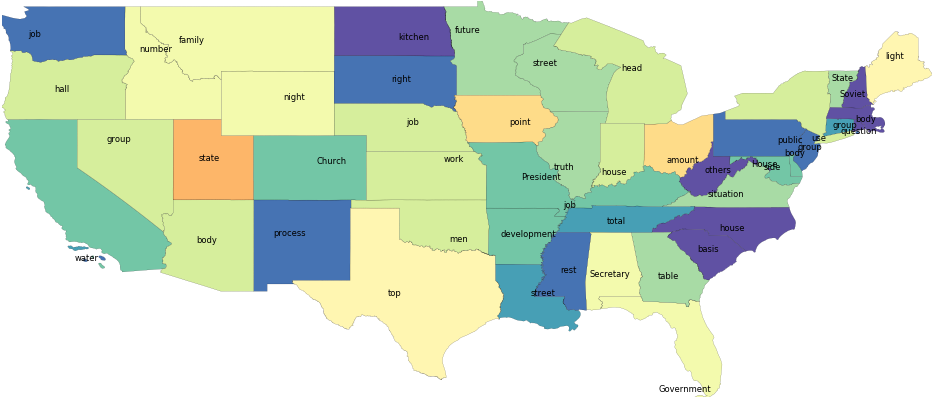 job
number
family
kitchen
future
hall
night
right
street
head
light
State
Soviet
group
job
point
body
question
group
state
Church
work
President
truth
house
amount
public
use
group
body
others
House
side
situation
body
process
men
development
job
total
house
basis
water
top
street
rest
Secretary
table
Government